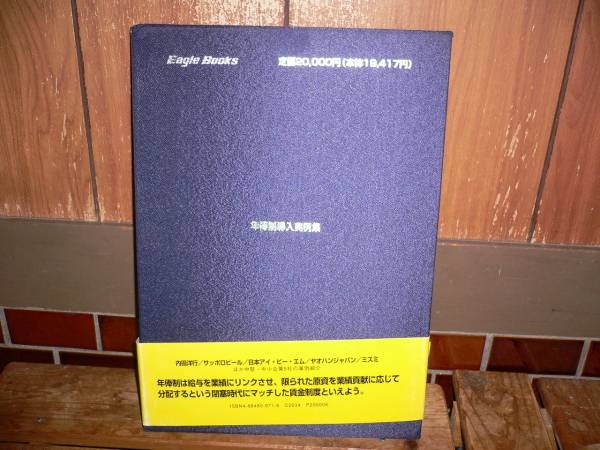 Eagle Books
定価20,000円(本体19,417円)
年俸制導入実例集
内田洋行/サッポロビール/日本アイ・ビー・エム/ヤオハンジャパン/ミスミ
ほか中堅・中小企業5社の事例紹介
年俸制は給与を業績にリンクさせ、限られた原資を業績貢献に応じて
分配するという閉塞時代にマッチした賃金制度といえよう。